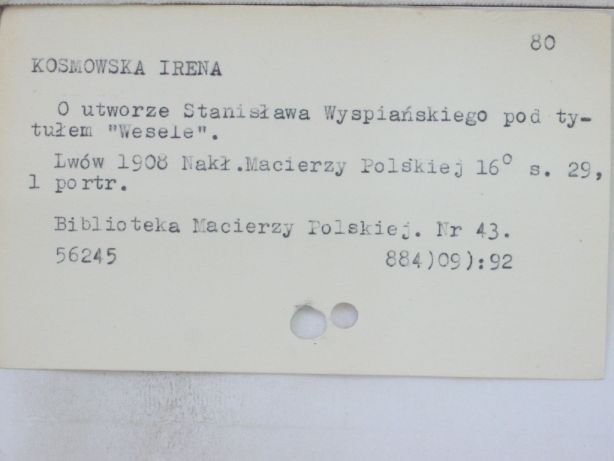 80
KOSMOWSKA IRENA
O utworze Stanisława Wyspiańskiego pod ty-
tułem "Wesele".
Lwów 1908 Nakł.Macierzy Polskiej 16° s. 29,
1 portr.
Biblioteka Macierzy Polskiej. Nr 43.
56245 884)09):92